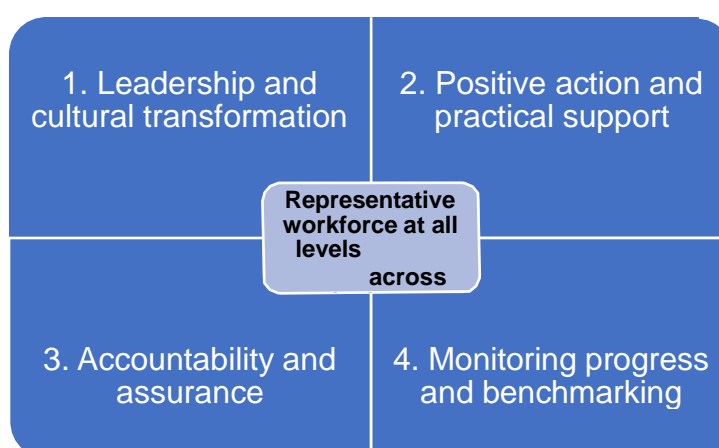 1. Leadership and
cultural transformation
2. Positive action and
practical support
Representative
workforce at all
levels
across
3. Accountability and
assurance
4. Monitoring progress
and benchmarking